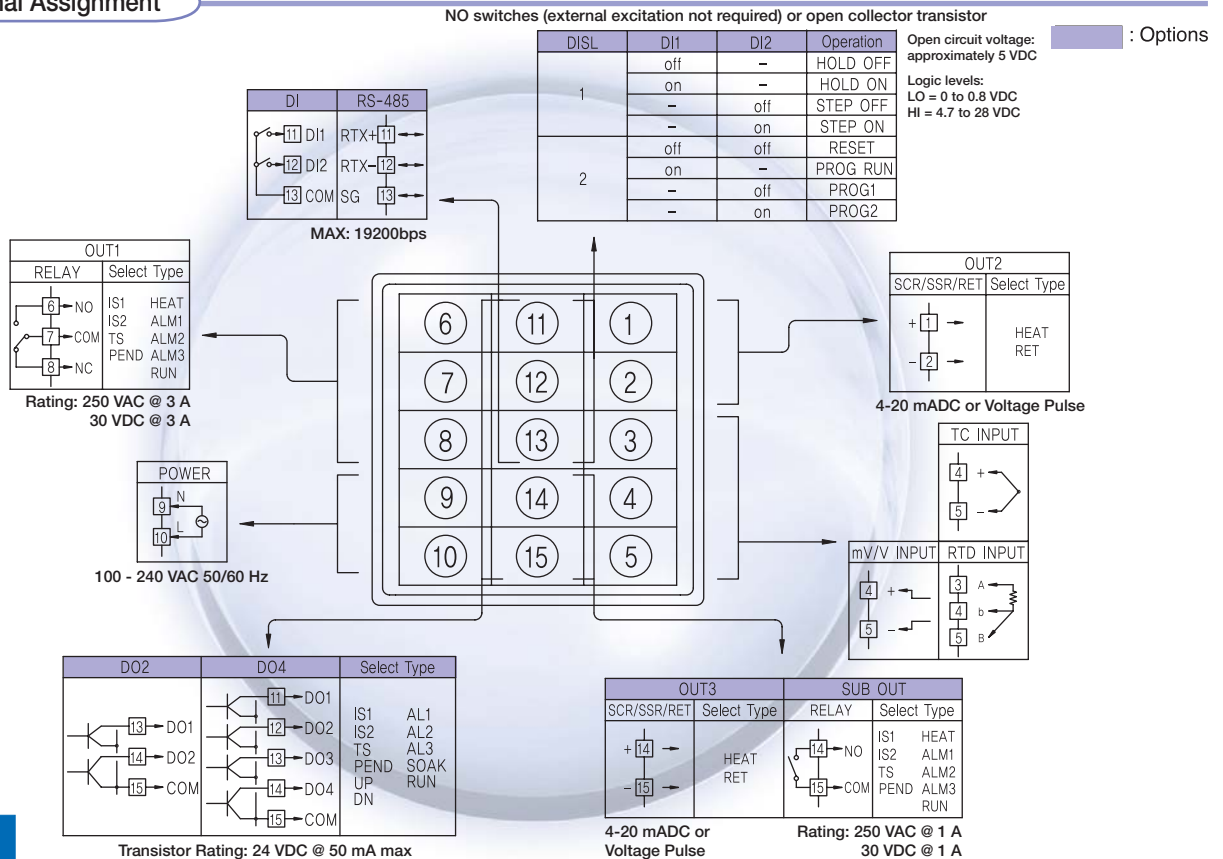 nal Assignment
NO switches (external excitation not required) or open collector transistor
DISL DI1 DI2 Operation
1 off – HOLD OFF
on – HOLD ON
– off STEP OFF
– on STEP ON
2 off off RESET
on – PROG RUN
– off PROG1
– on PROG2
Open circuit voltage:
approximately 5 VDC
Logic levels:
LO = 0 to 0.8 VDC
HI = 4.7 to 28 VDC
: Options
DI RS-485
11 DI1 RTX+ 11
12 DI2 RTX– 12
13 COM SG 13
MAX: 19200bps
OUT1
RELAY Select Type
6 NO IS1 HEAT
IS2 ALM1
7 COM TS ALM2
PEND ALM3
8 NC RUN
Rating: 250 VAC @ 3 A
30 VDC @ 3 A
POWER
9 N
10 L
100 - 240 VAC 50/60 Hz
6 11 1
7 12 2
8 13 3
9 14 4
10 15 5
OUT2
SCR/SSR/RET Select Type
+ 1 HEAT
– 2 RET
4-20 mADC or Voltage Pulse
TC INPUT
4 +
5 –
mV/V INPUT RTD INPUT
4 + 3 A
4 b
5 – 5 B
DO2 DO4 Select Type
13 DO1
14 DO2
15 COM
11 DO1
12 DO2
13 DO3
14 DO4
15 COM
IS1 AL1
IS2 AL2
TS AL3
PEND SOAK
UP RUN
DN
Transistor Rating: 24 VDC @ 50 mA max
OUT3 SUB OUT
SCR/SSR/RET Select Type RELAY Select Type
+ 14 HEAT
– 15 RET
14 NO
15 COM
IS1 HEAT
IS2 ALM1
TS ALM2
PEND ALM3
RUN
4-20 mADC or
Voltage Pulse
Rating: 250 VAC @ 1 A
30 VDC @ 1 A